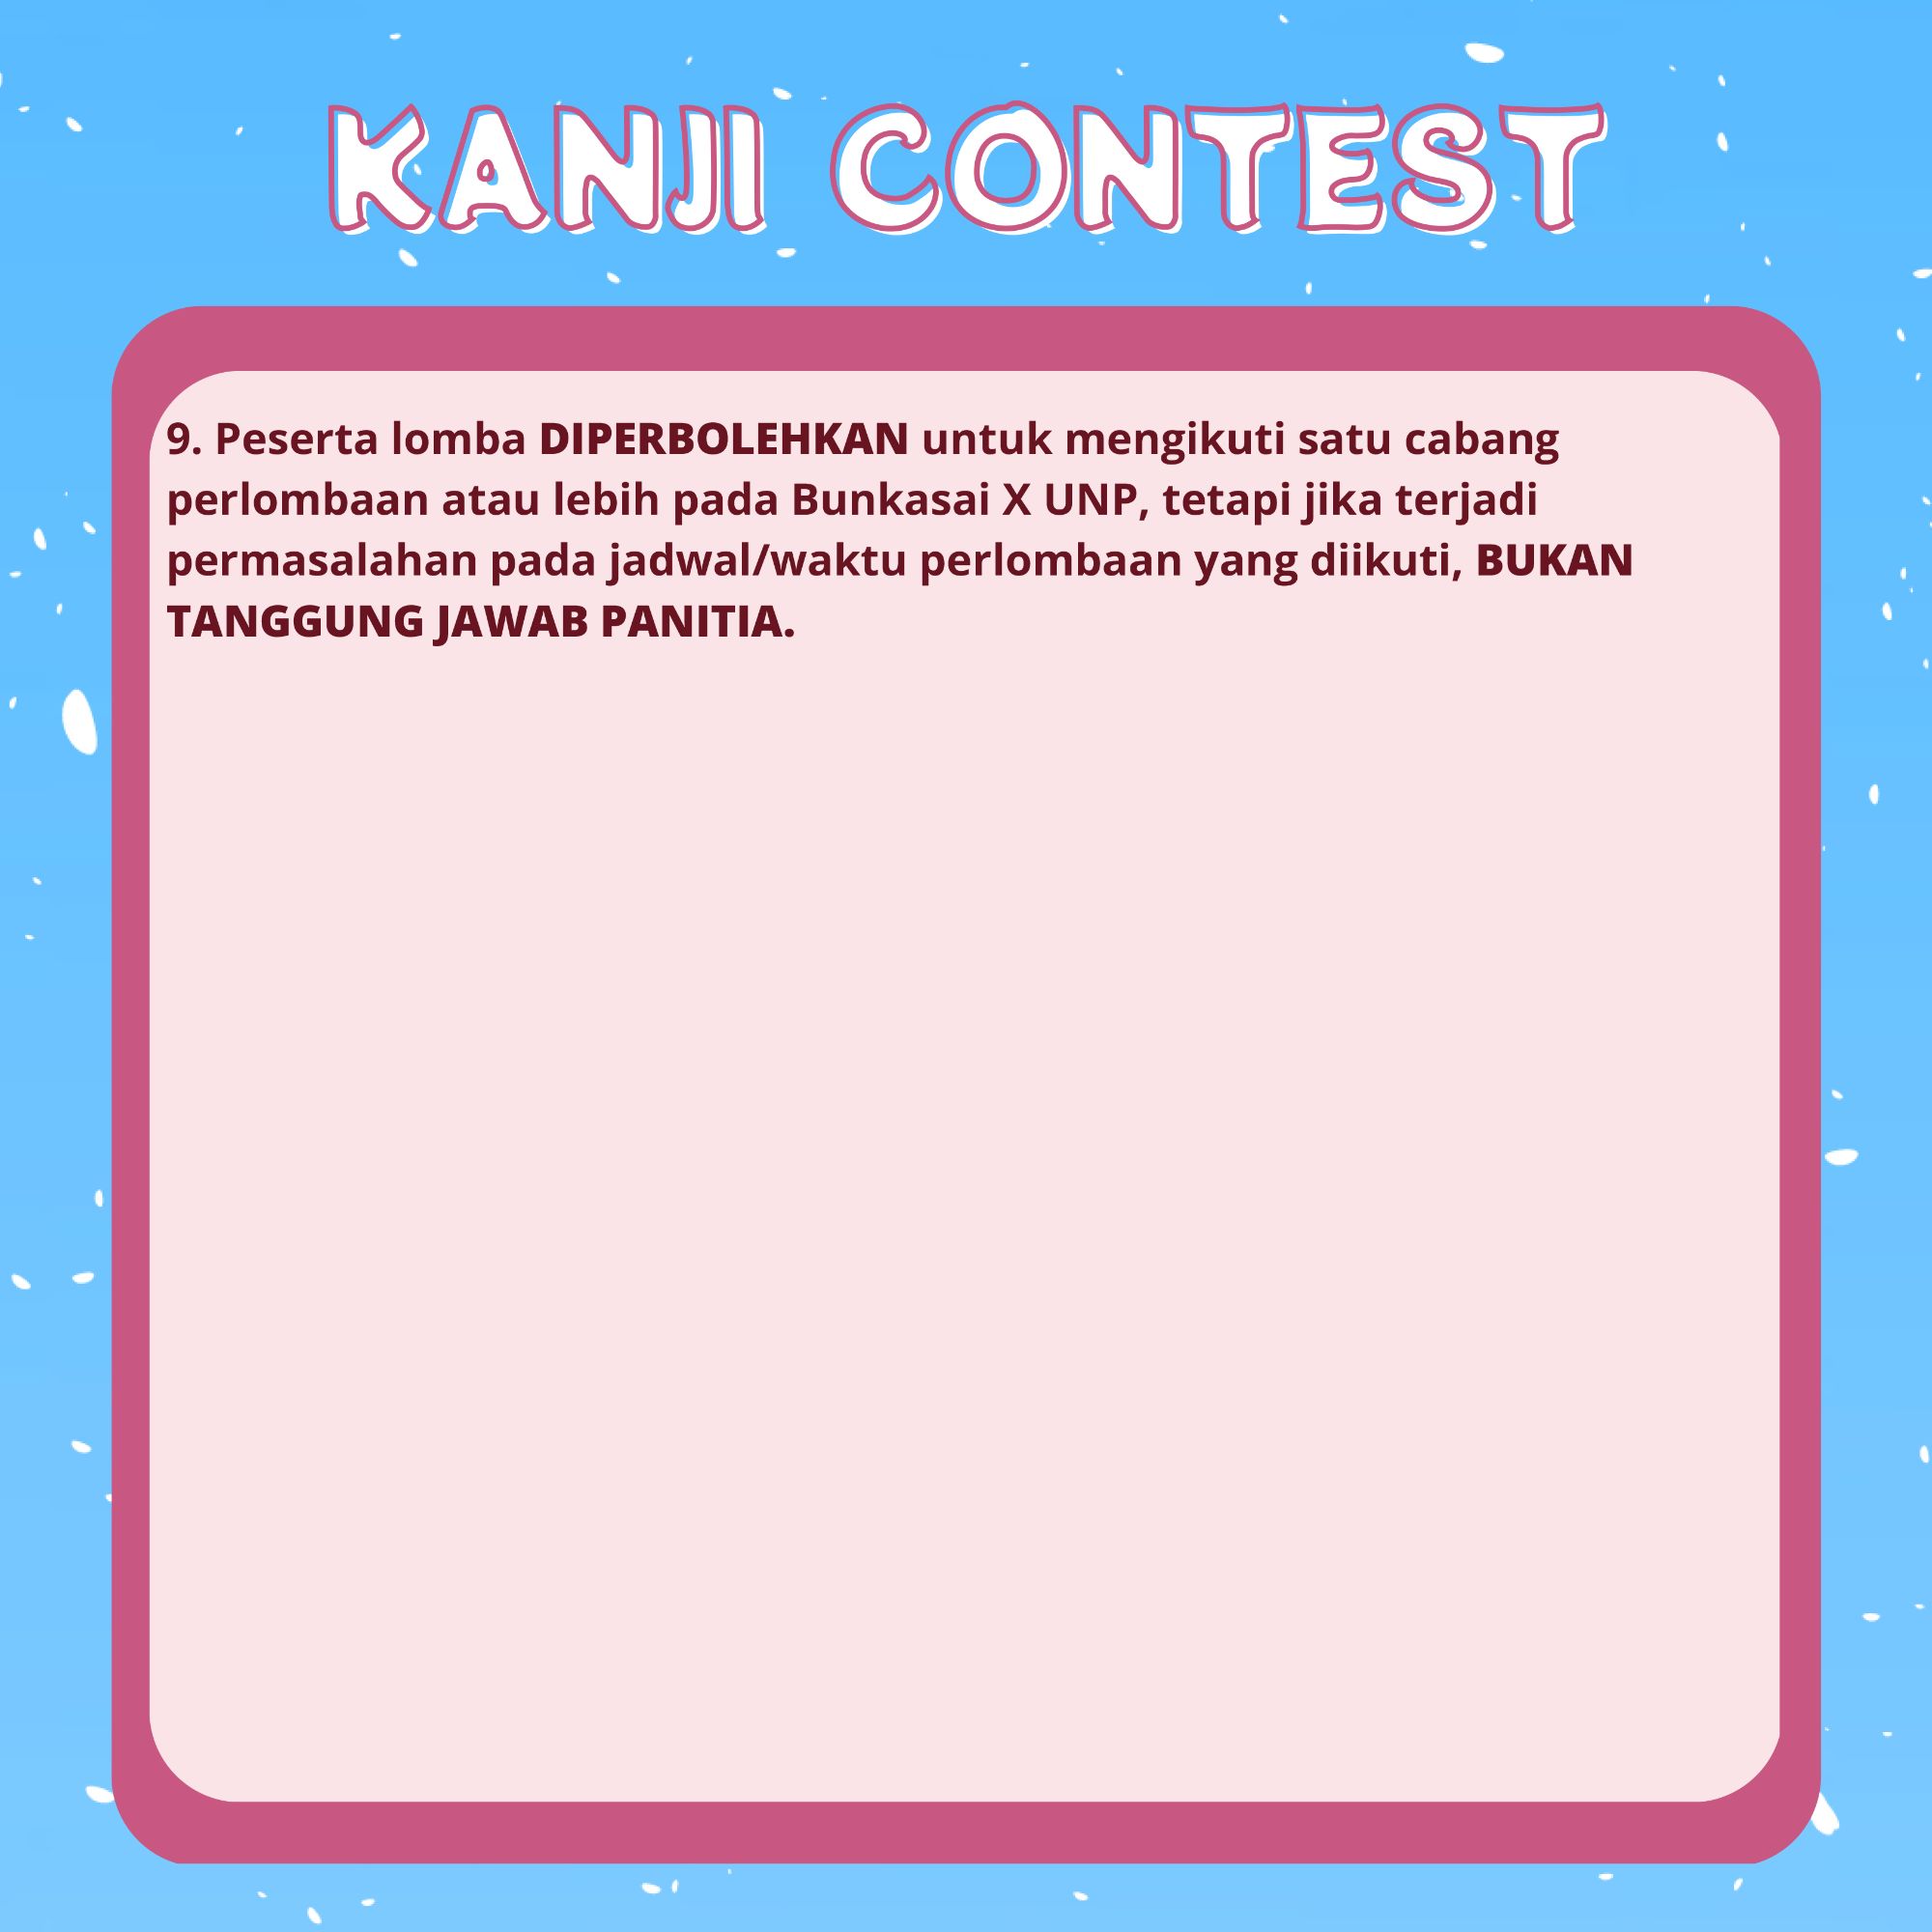 KANJI CONTEST
9. Peserta lomba DIPERBOLEHKAN untuk mengikuti satu cabang
perlombaan atau lebih pada Bunkasai X UNP, tetapi jika terjadi
permasalahan pada jadwal/waktu perlombaan yang diikuti, BUKAN
TANGGUNG JAWAB PANITIA.